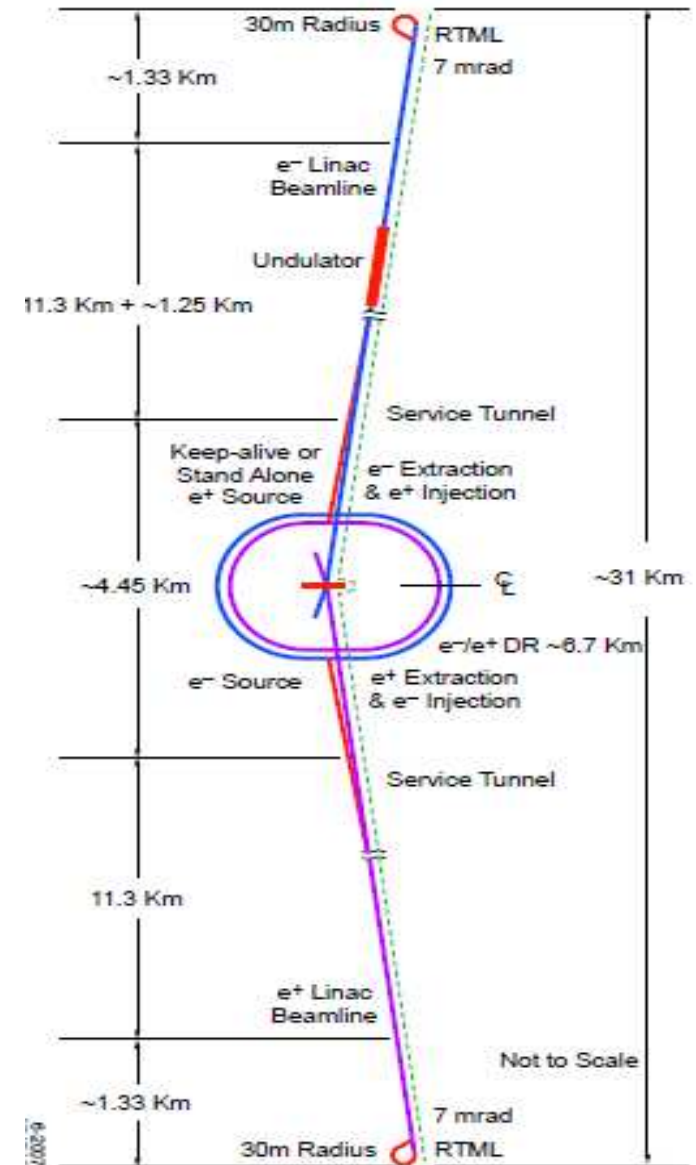 30m Radius
RTML
7 mrad
~1.33 Km
e– Linac
Beamline
Undulator
11.3 Km + ~1.25 Km
Service Tunnel
Keep-alive or
Stand Alone
e+ Source
e– Extraction
& e+ Injection
~4.45 Km
~31 Km
e–/e+ DR ~6.7 Km
e– Source
e+ Extraction
& e– Injection
Service Tunnel
11.3 Km
e+ Linac
Beamline
Not to Scale
~1.33 Km
7 mrad
30m Radius
RTML
6-2007